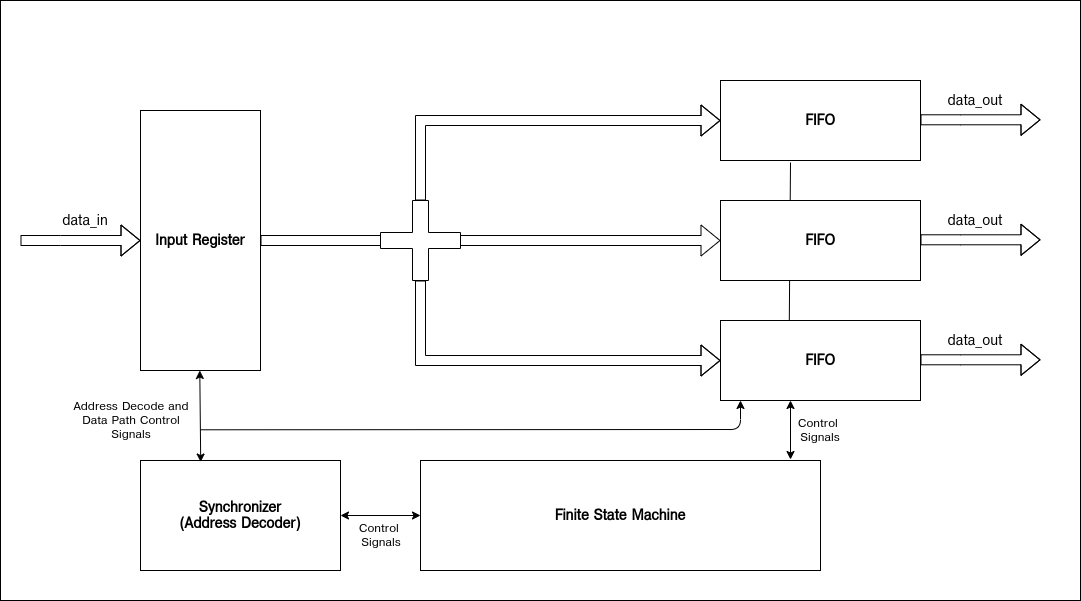 data_out
FIFO
data_in
Input Register
data_out
FIFO
data_out
FIFO
Address Decode and
Data Path Control
Signals
Control
Signals
Synchronizer
(Address Decoder)
Control
Signals
Finite State Machine